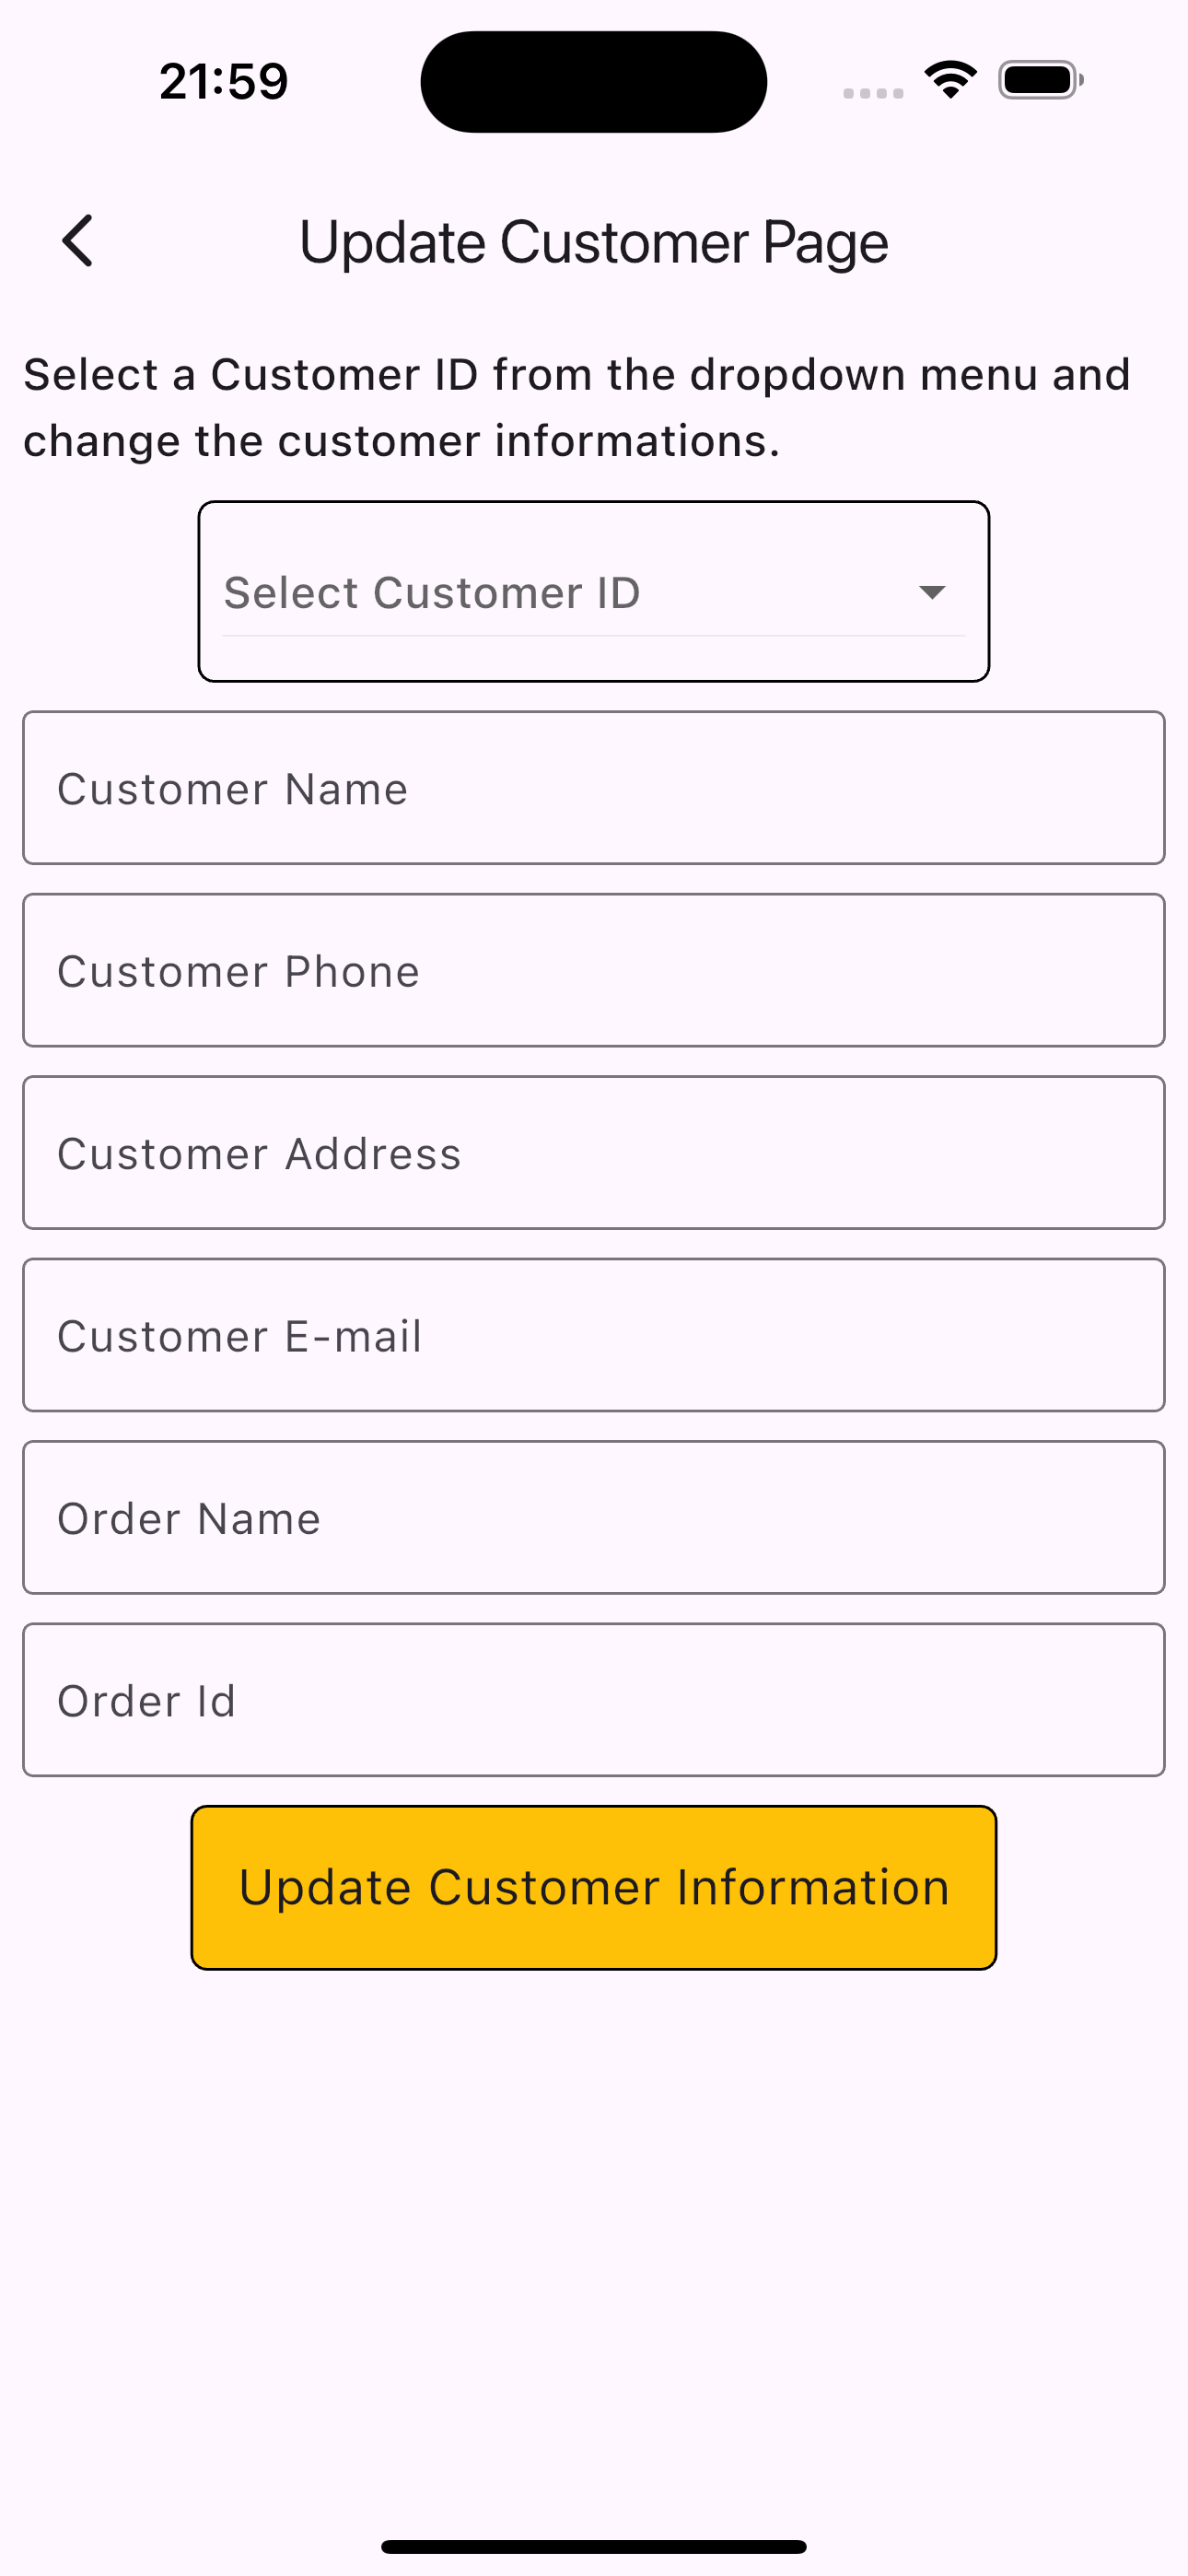 21:59
Update Customer Page
Select a Customer ID from the dropdown menu and
change the customer informations.
Select Customer ID
Customer Name
Customer Phone
Customer Address
Customer E-mail
Order Name
Order Id
Update Customer Information